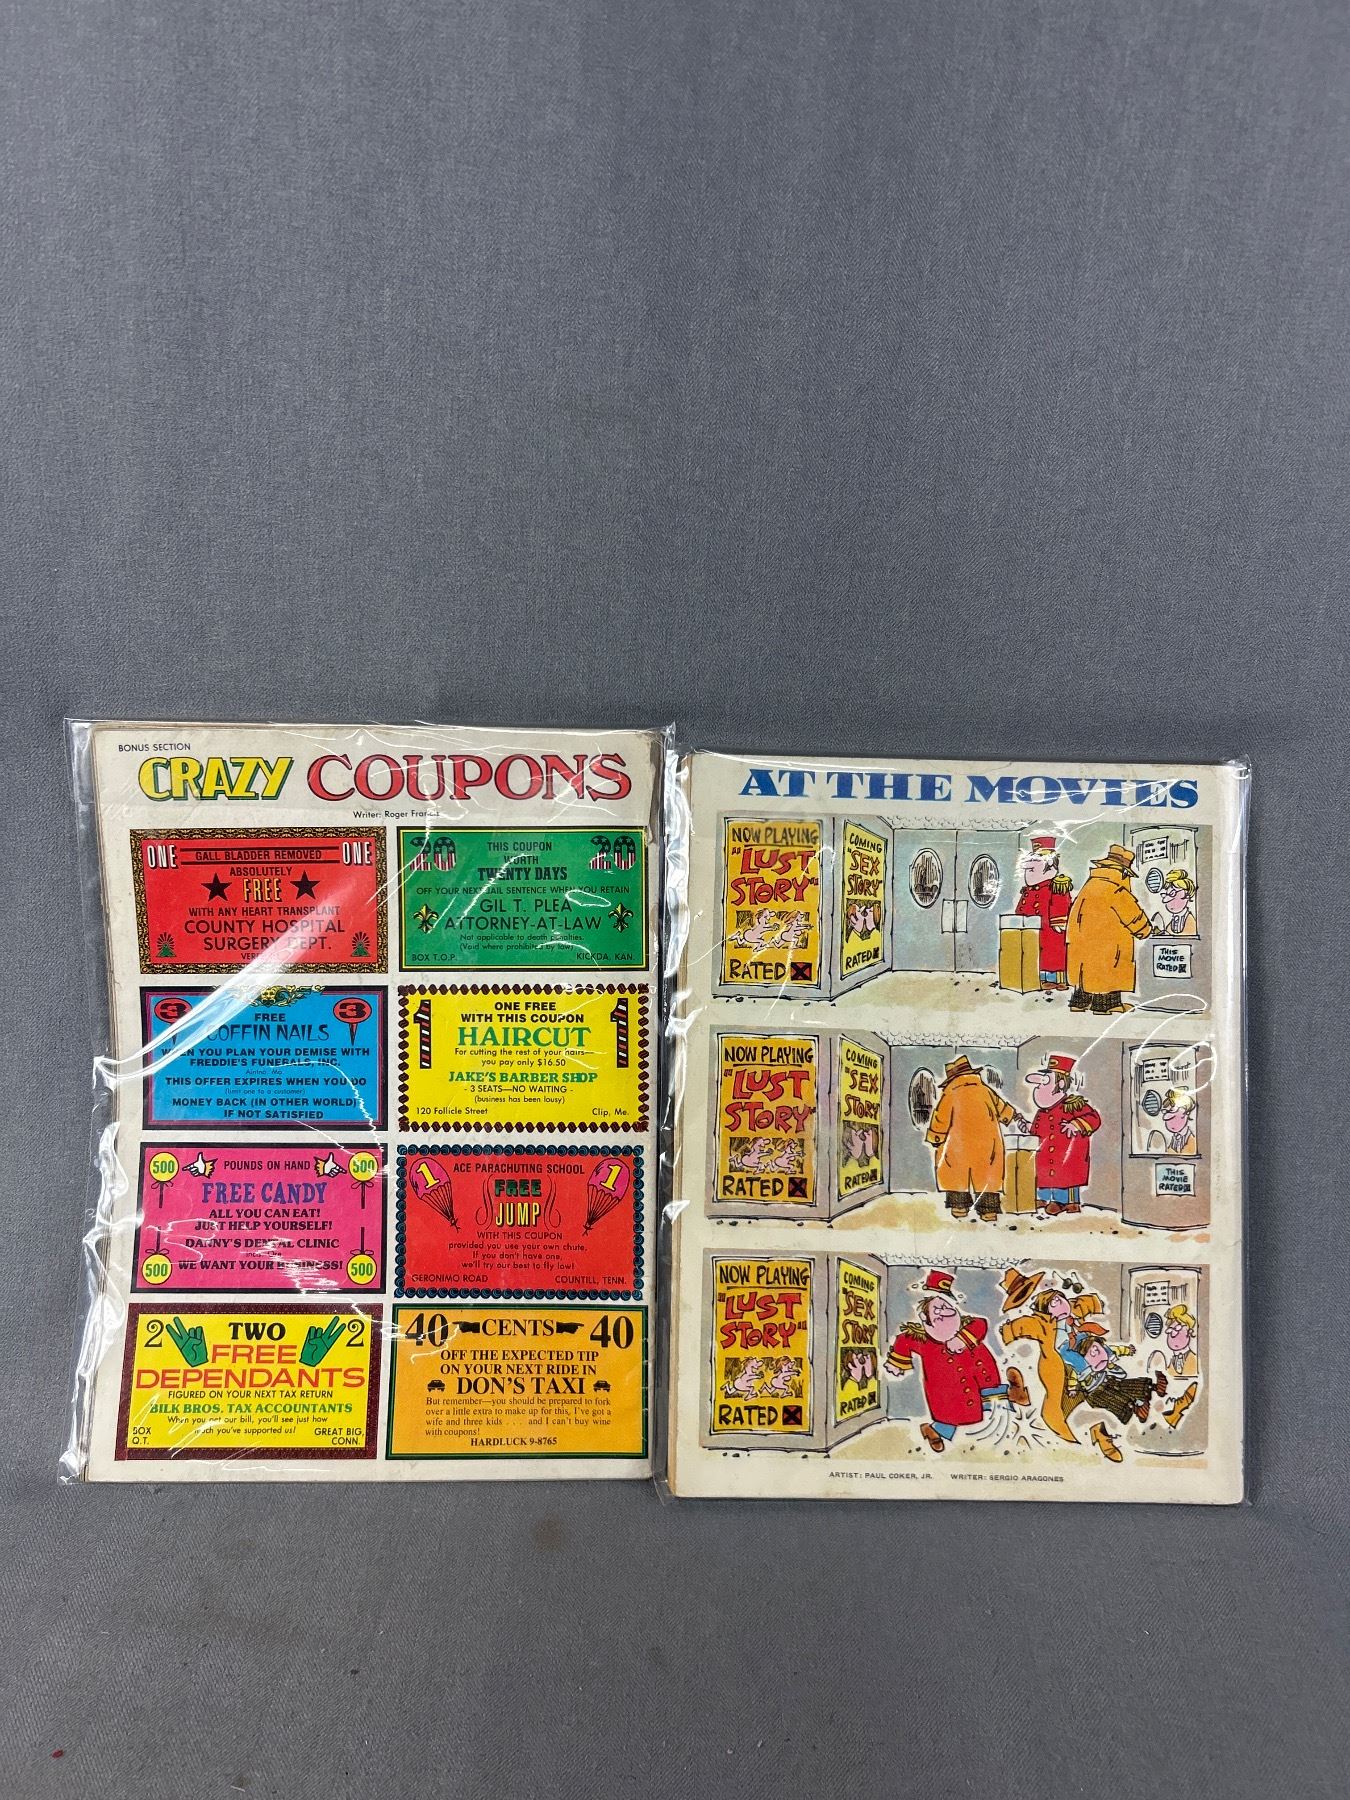 BONUS SECTION
CRAZY COUPONS
Writer: Roger Francis
ONE GALL BLADDER REMOVED ONE
ABSOLUTELY
FREE
WITH ANY HEART TRANSPLANT
COUNTY HOSPITAL
SURGERY DEPT.
20 THIS COUPON 20
WORTH
TWENTY DAYS
OFF YOUR NEXT JAIL SENTENCE WHEN YOU RETAIN
GIL T. PLEA
ATTORNEY-AT-LAW
Not applicable to death penalties.
(Void where prohibited by law)
BOX T.O.P. KICKDA, KAN.
3 FREE 3
COFFIN NAILS
WHEN YOU PLAN YOUR DEMISE WITH
FREDDIE'S FUNERALS, INC.
THIS OFFER EXPIRES WHEN YOU DO
(limit one to a customer)
MONEY BACK (IN OTHER WORLD)
IF NOT SATISFIED
1 ONE FREE 1
WITH THIS COUPON
HAIRCUT
For cutting the rest of your hairs—
you pay only $16.50
JAKE'S BARBER SHOP
- 3 SEATS—NO WAITING -
(business has been lousy)
120 Follicle Street Clip, Me.
500 POUNDS ON HAND 500
FREE CANDY
ALL YOU CAN EAT!
JUST HELP YOURSELF!
DANNY'S DENTAL CLINIC
500 WE WANT YOUR BUSINESS! 500
1 ACE PARACHUTING SCHOOL 1
FREE
JUMP
WITH THIS COUPON
provided you use your own chute.
If you don't have one,
we'll try our best to fly low!
GERONIMO ROAD COUNTILL, TENN.
2 TWO 2
FREE
DEPENDANTS
FIGURED ON YOUR NEXT TAX RETURN
BILK BROS. TAX ACCOUNTANTS
When you get our bill, you'll see just how
much you've supported us!
BOX Q.T. GREAT BIG, CONN.
40 CENTS 40
OFF THE EXPECTED TIP
ON YOUR NEXT RIDE IN
DON'S TAXI
But remember—you should be prepared to fork
over a little extra to make up for this, I've got a
wife and three kids . . . and I can't buy wine
with coupons!
HARDLUCK 9-8765
AT THE MOVIES
NOW PLAYING
"LUST
STORY"
RATED X
COMING
"SEX
STORY"
RATED X
THIS
MOVIE
RATED X
NOW PLAYING
"LUST
STORY"
RATED X
COMING
"SEX
STORY"
RATED X
THIS
MOVIE
RATED X
NOW PLAYING
"LUST
STORY"
RATED X
COMING
"SEX
STORY"
RATED X
ARTIST: PAUL COKER, JR. WRITER: SERGIO ARAGONES